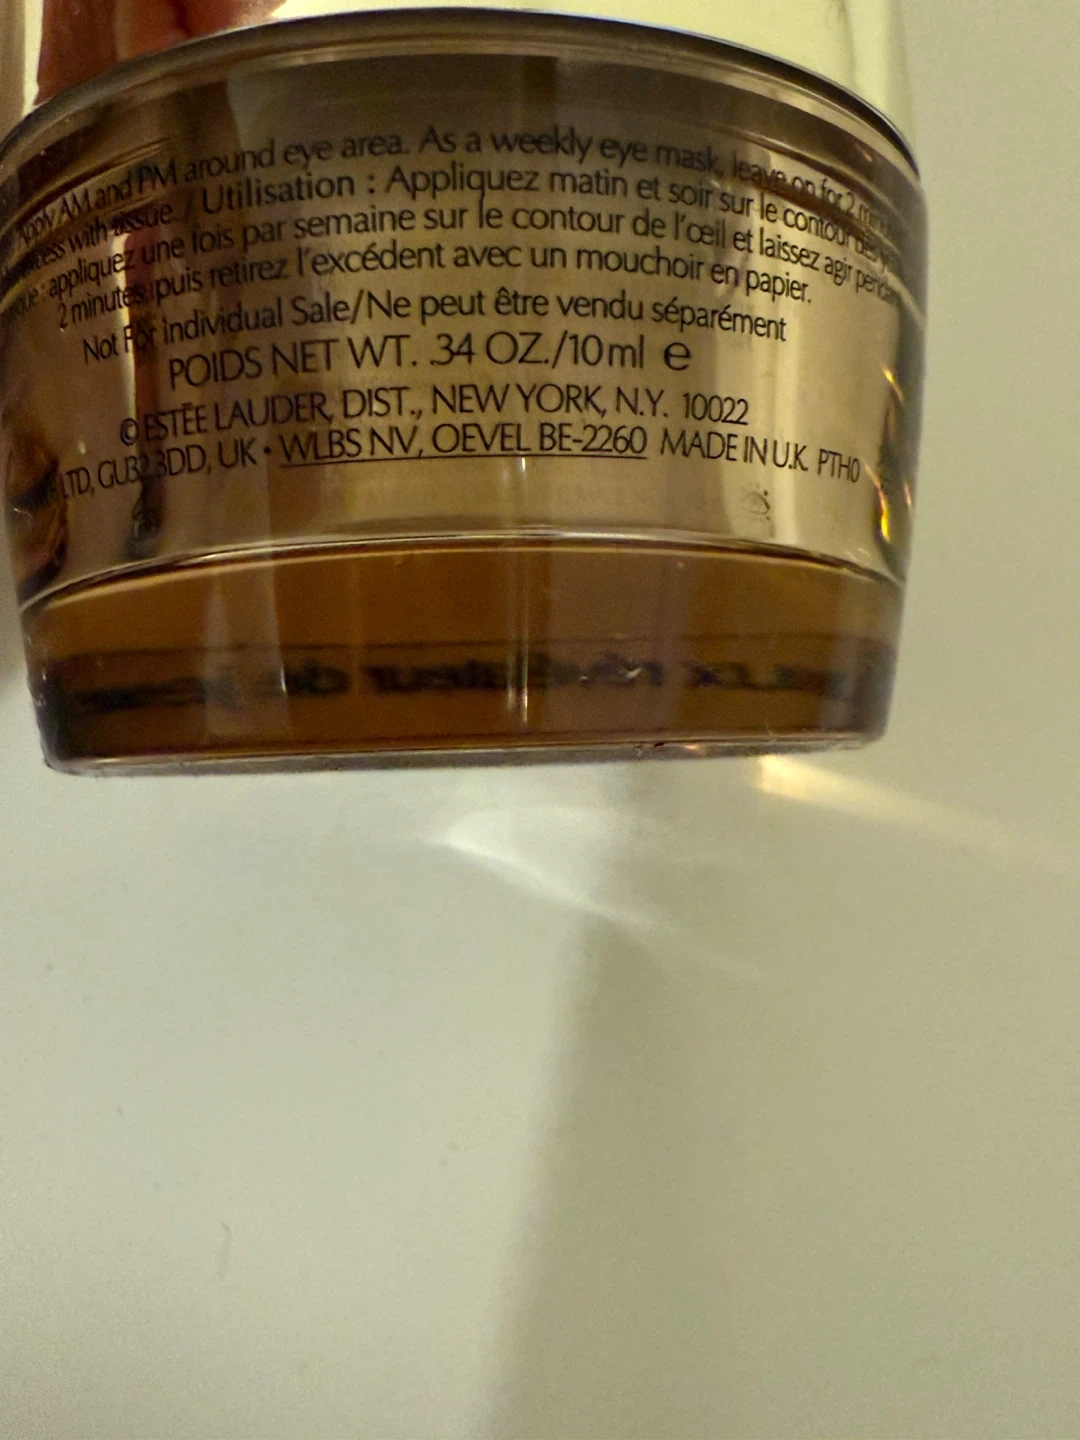 Apply AM and PM around eye area. As a weekly eye mask, leave on for 2
excess with tissue. / Utilisation : Appliquez matin et soir sur le contour des
appliquez une fois par semaine sur le contour de l'œil et laissez agir
2 minutes puis retirez l'excédent avec un mouchoir en papier.
Not For Individual Sale/Ne peut être vendu séparément
POIDS NET WT. .34 OZ./10ml e
© ESTĒE LAUDER, DIST., NEW YORK, N.Y. 10022
LTD, GU32 3DD, UK • WLBS NV, OEVEL BE-2260 MADE IN U.K. PTH0